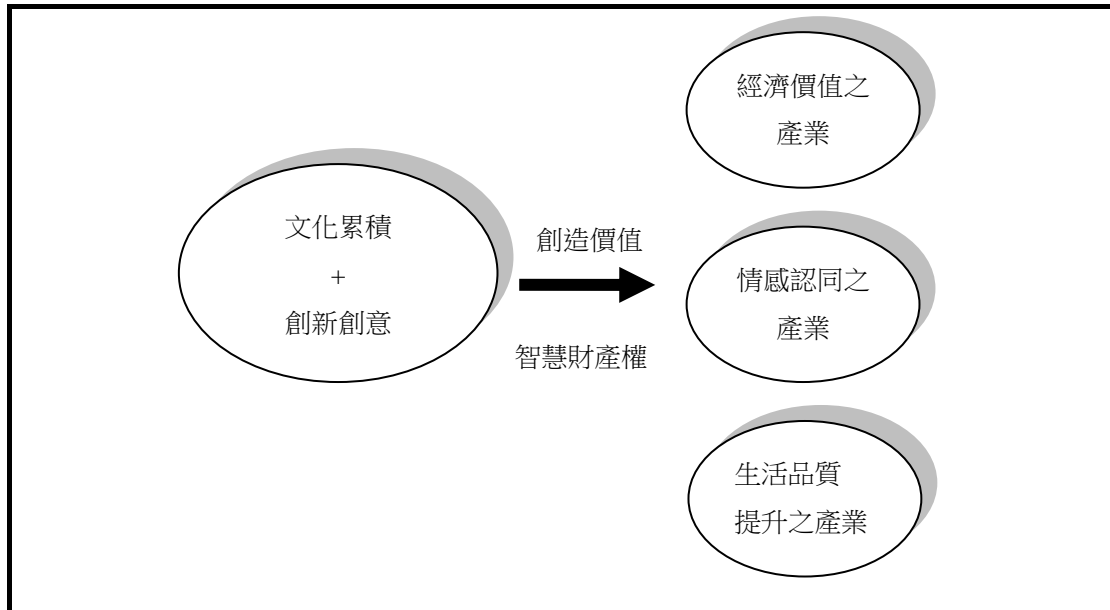 文化累積
+
創新創意
創造價值
智慧財產權
經濟價值之
產業
情感認同之
產業
生活品質
提升之產業